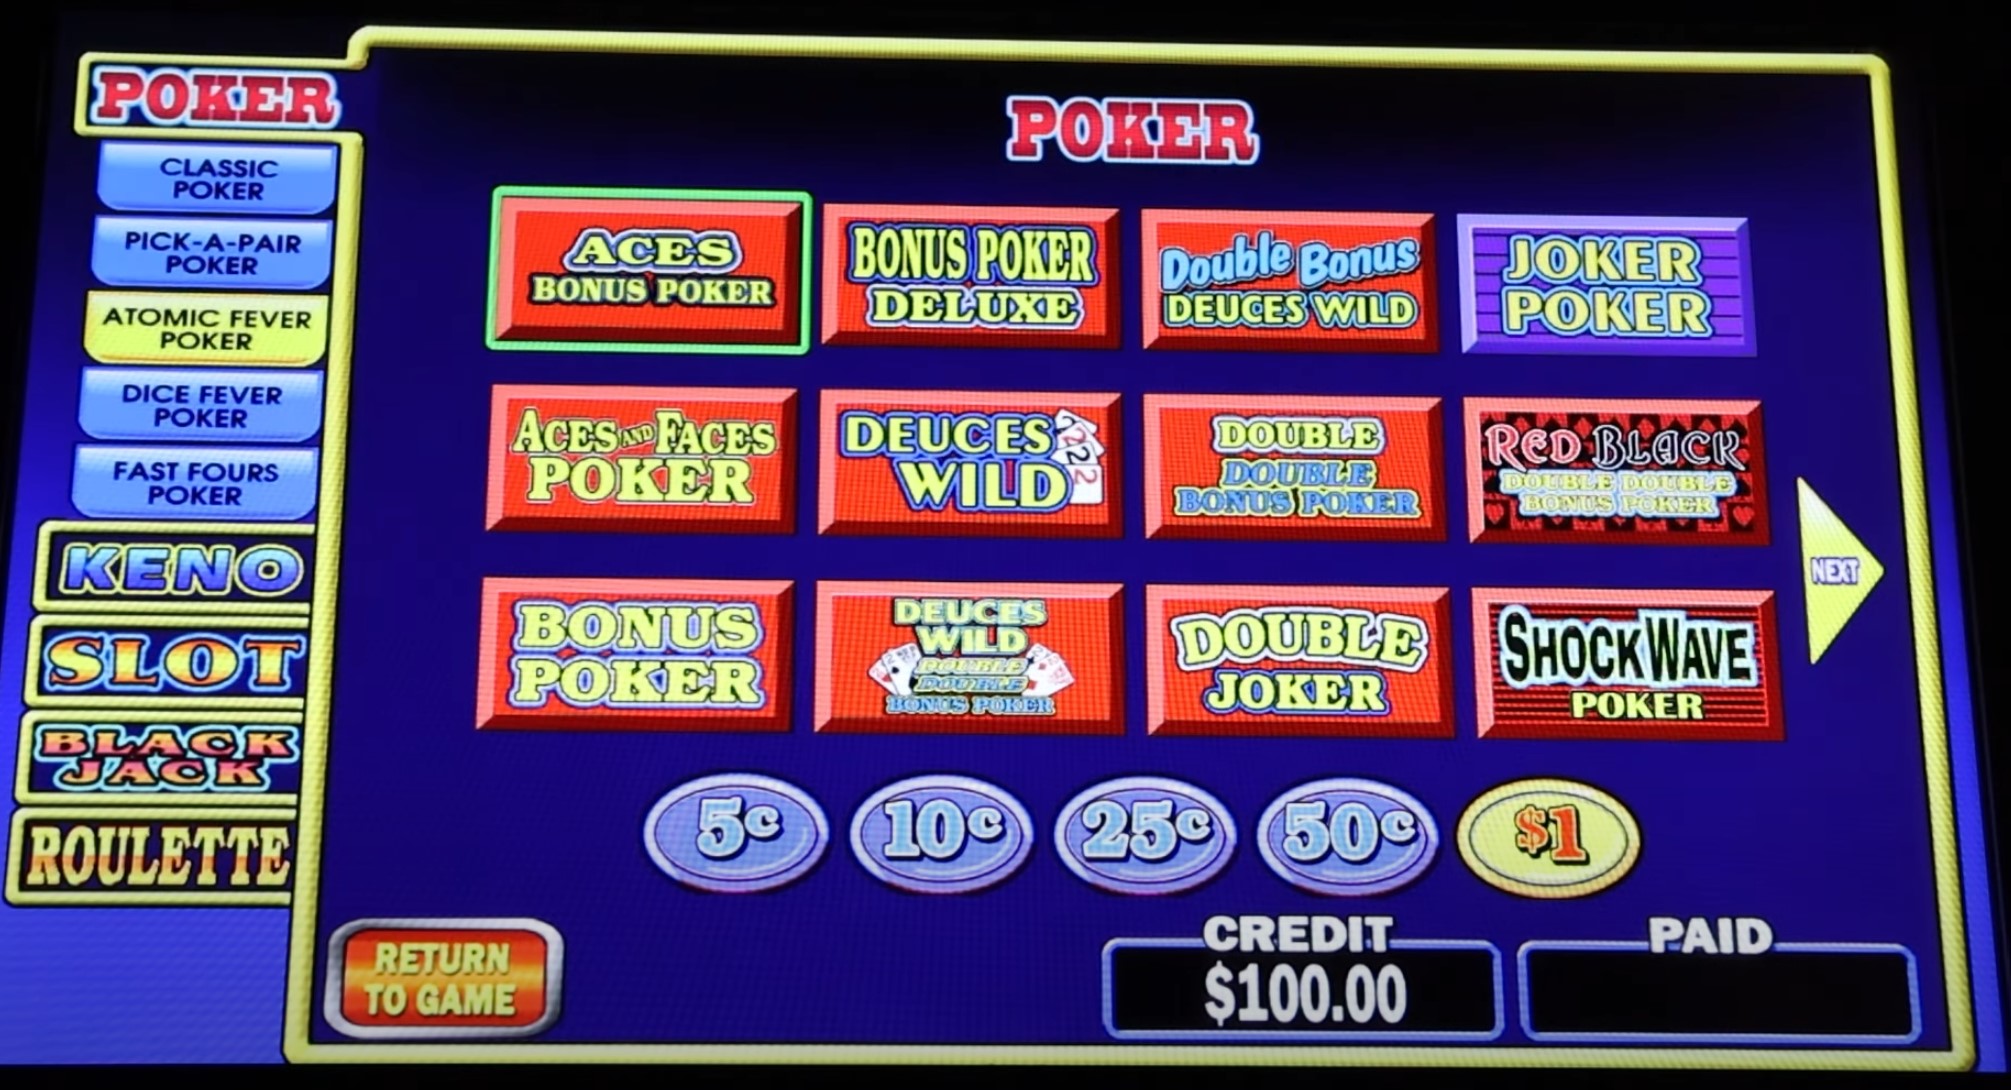 POKER
CLASSIC
POKER
PICK-A-PAIR
POKER
ATOMIC FEVER
POKER
DICE FEVER
POKER
FAST FOURS
POKER
KENO
SLOT
BLACK
JACK
ROULETTE
POKER
ACES
BONUS POKER
BONUS POKER
DELUXE
Double Bonus
DEUCES WILD
JOKER
POKER
ACES AND FACES
POKER
DEUCES
WILD
2
2
2
DOUBLE
DOUBLE
BONUS POKER
RED BLACK
DOUBLE DOUBLE
BONUS POKER
BONUS
POKER
DEUCES
WILD
DOUBLE
DOUBLE
BONUS POKER
DOUBLE
JOKER
SHOCKWAVE
POKER
NEXT
5¢
10¢
25¢
50¢
$1
RETURN
TO GAME
CREDIT
$100.00
PAID